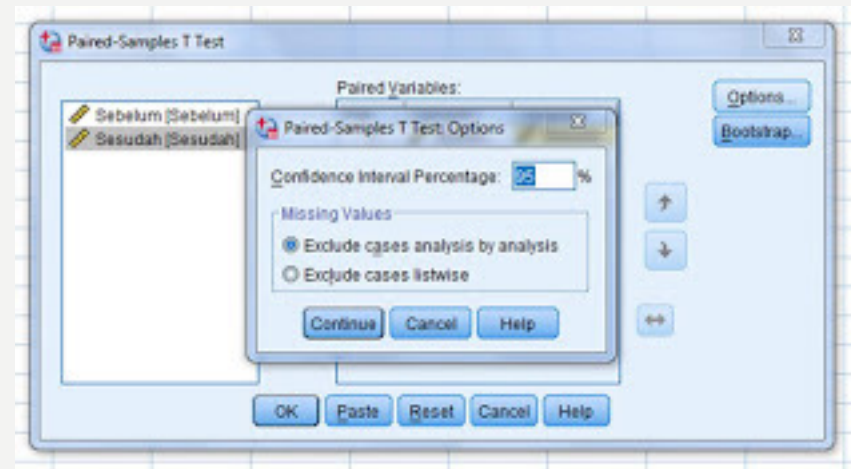 Paired-Samples T Test
Paired Variables:
Sebelum [Sebelum]
Sesudah [Sesudah]
Options...
Bootstrap...
Paired-Samples T Test: Options
Confidence Interval Percentage: 95 %
Missing Values
Exclude cases analysis by analysis
Exclude cases listwise
Continue Cancel Help
OK Paste Reset Cancel Help